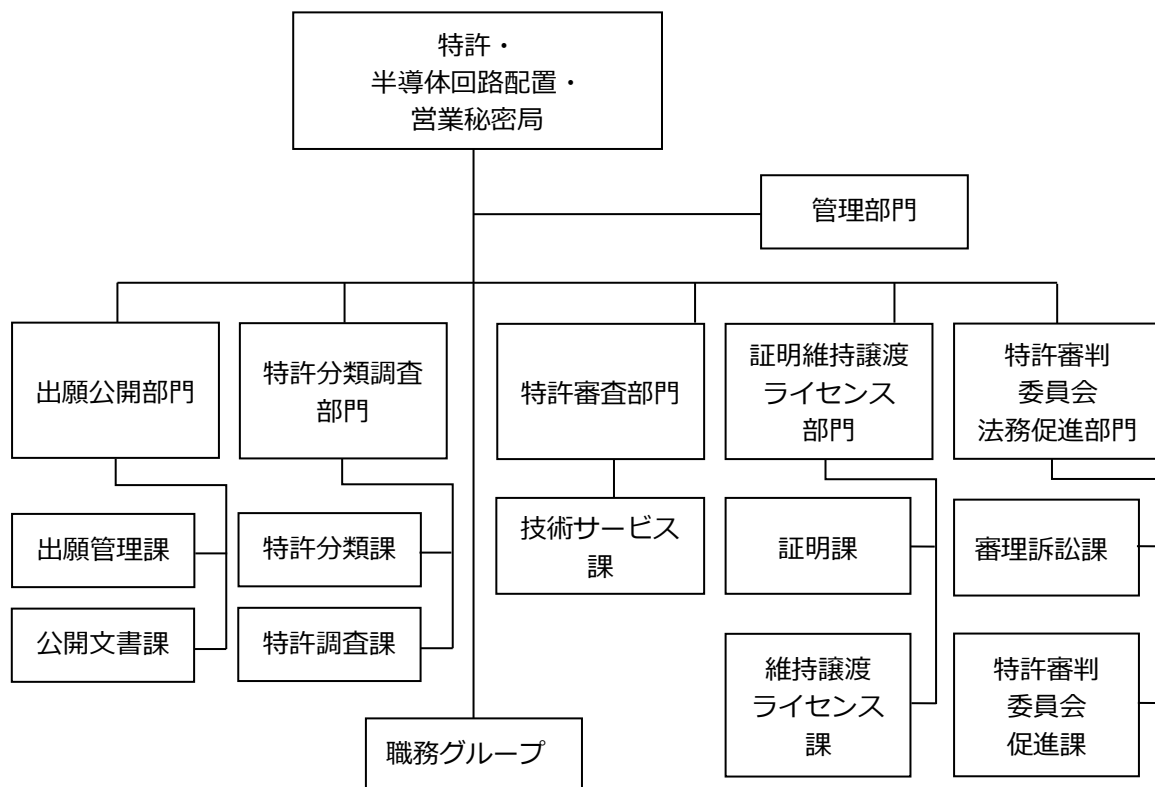 特許・
半導体回路配置・
営業秘密局
管理部門
出願公開部門
特許分類調査
部門
特許審査部門
証明維持譲渡
ライセンス
部門
特許審判
委員会
法務促進部門
出願管理課
特許分類課
技術サービス
課
証明課
審理訴訟課
公開文書課
特許調査課
維持譲渡
ライセンス
課
特許審判
委員会
促進課
職務グループ